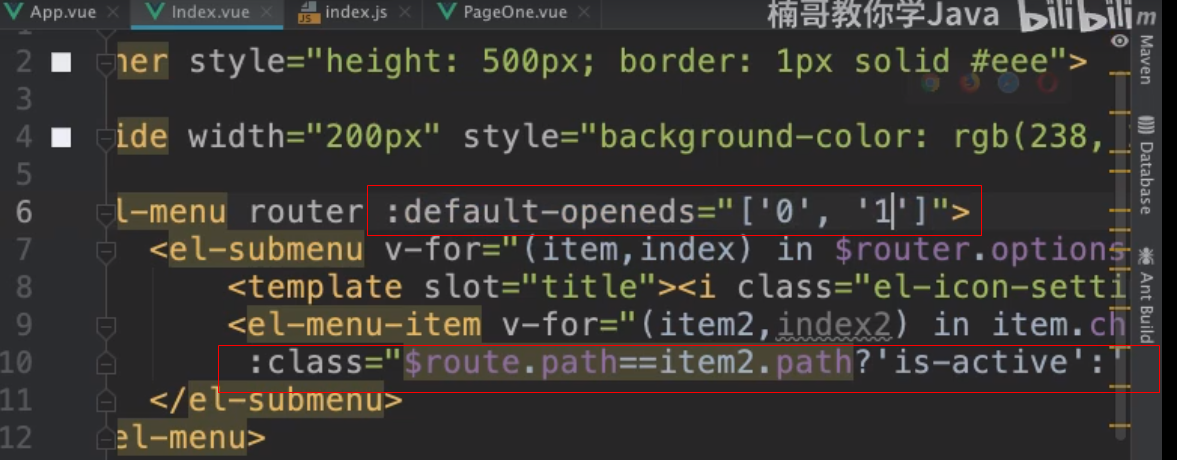 App.vue × Index.vue × index.js × PageOne.vue ×
楠哥教你学Java bilibili
m
Maven
Database
Ant Build
2 ner style="height: 500px; border: 1px solid #eee">
3
4 ide width="200px" style="background-color: rgb(238,
5
6 l-menu router :default-openeds="['0', '1']">
7 <el-submenu v-for="(item,index) in $router.options
8 <template slot="title"><i class="el-icon-setti
9 <el-menu-item v-for="(item2,index2) in item.ch
10 :class="$route.path==item2.path?'is-active':'
11 </el-submenu>
12 el-menu>